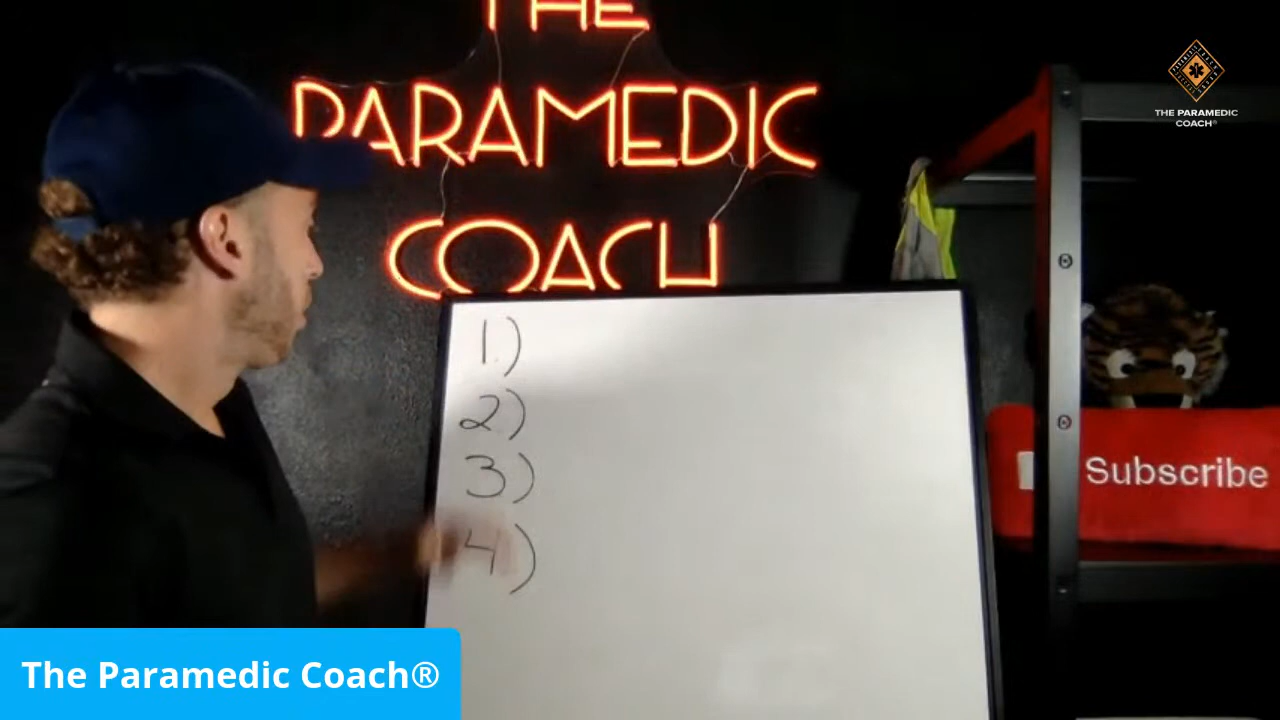 THE
PARAMEDIC
COACH
THE PARAMEDIC
COACH®
1.)
2.)
3.)
4)
Subscribe
The Paramedic Coach®